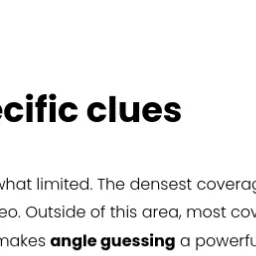 ecific clues
what limited. The densest coverag
eo. Outside of this area, most cov
makes angle guessing a powerfu